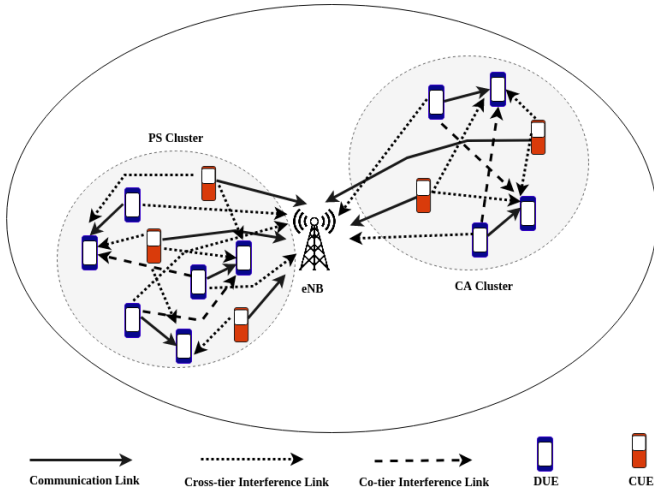 PS Cluster
eNB
CA Cluster
Communication Link
Cross-tier Interference Link
Co-tier Interference Link
DUE
CUE